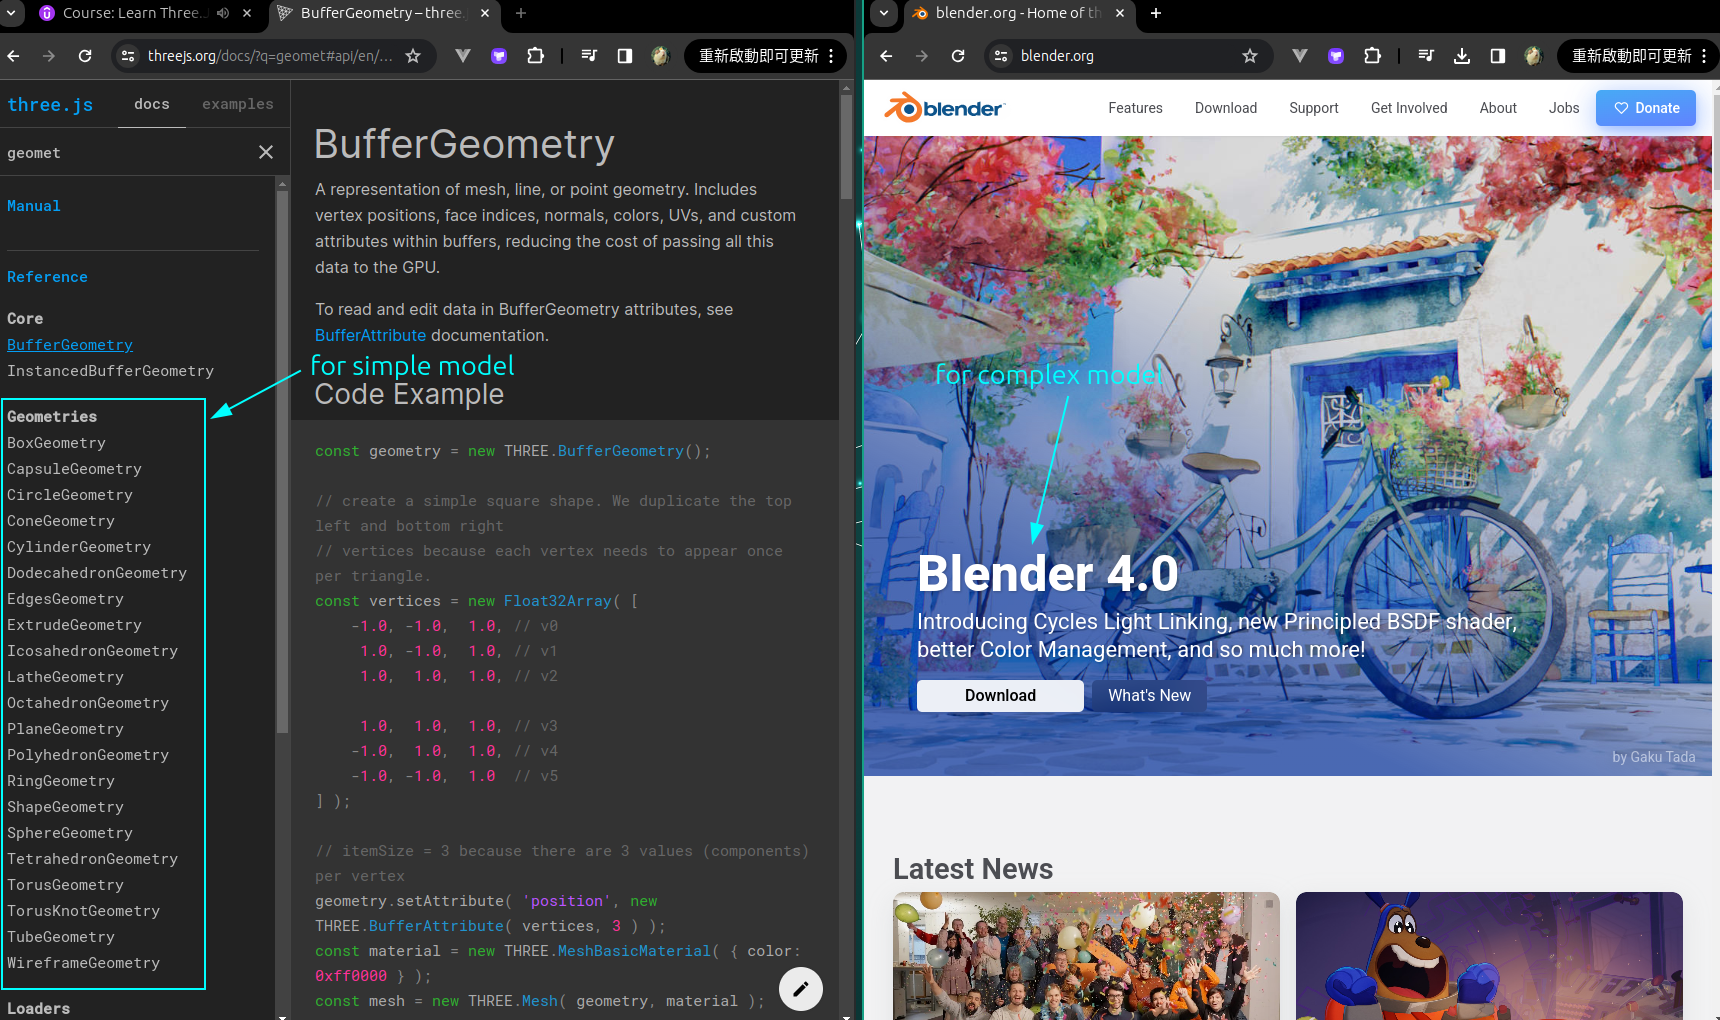 Course: Learn Three.
BufferGeometry – three.
threejs.org/docs/?q=geomet#api/en/...
重新啟動即可更新
three.js
docs
examples
geomet
Manual
Reference
Core
BufferGeometry
InstancedBufferGeometry
Geometries
BoxGeometry
CapsuleGeometry
CircleGeometry
ConeGeometry
CylinderGeometry
DodecahedronGeometry
EdgesGeometry
ExtrudeGeometry
IcosahedronGeometry
LatheGeometry
OctahedronGeometry
PlaneGeometry
PolyhedronGeometry
RingGeometry
ShapeGeometry
SphereGeometry
TetrahedronGeometry
TorusGeometry
TorusKnotGeometry
TubeGeometry
WireframeGeometry
Loaders
BufferGeometry
A representation of mesh, line, or point geometry. Includes
vertex positions, face indices, normals, colors, UVs, and custom
attributes within buffers, reducing the cost of passing all this
data to the GPU.
To read and edit data in BufferGeometry attributes, see
BufferAttribute documentation.
for simple model
Code Example
const geometry = new THREE.BufferGeometry();
// create a simple square shape. We duplicate the top
left and bottom right
// vertices because each vertex needs to appear once
per triangle.
const vertices = new Float32Array( [
-1.0, -1.0, 1.0, // v0
1.0, -1.0, 1.0, // v1
1.0, 1.0, 1.0, // v2
1.0, 1.0, 1.0, // v3
-1.0, 1.0, 1.0, // v4
-1.0, -1.0, 1.0 // v5
] );
// itemSize = 3 because there are 3 values (components)
per vertex
geometry.setAttribute( 'position', new
THREE.BufferAttribute( vertices, 3 ) );
const material = new THREE.MeshBasicMaterial( { color:
0xff0000 } );
const mesh = new THREE.Mesh( geometry, material );
blender.org - Home of th
blender.org
重新啟動即可更新
blender
Features
Download
Support
Get Involved
About
Jobs
Donate
for complex model
Blender 4.0
Introducing Cycles Light Linking, new Principled BSDF shader,
better Color Management, and so much more!
Download
What's New
by Gaku Tada
Latest News